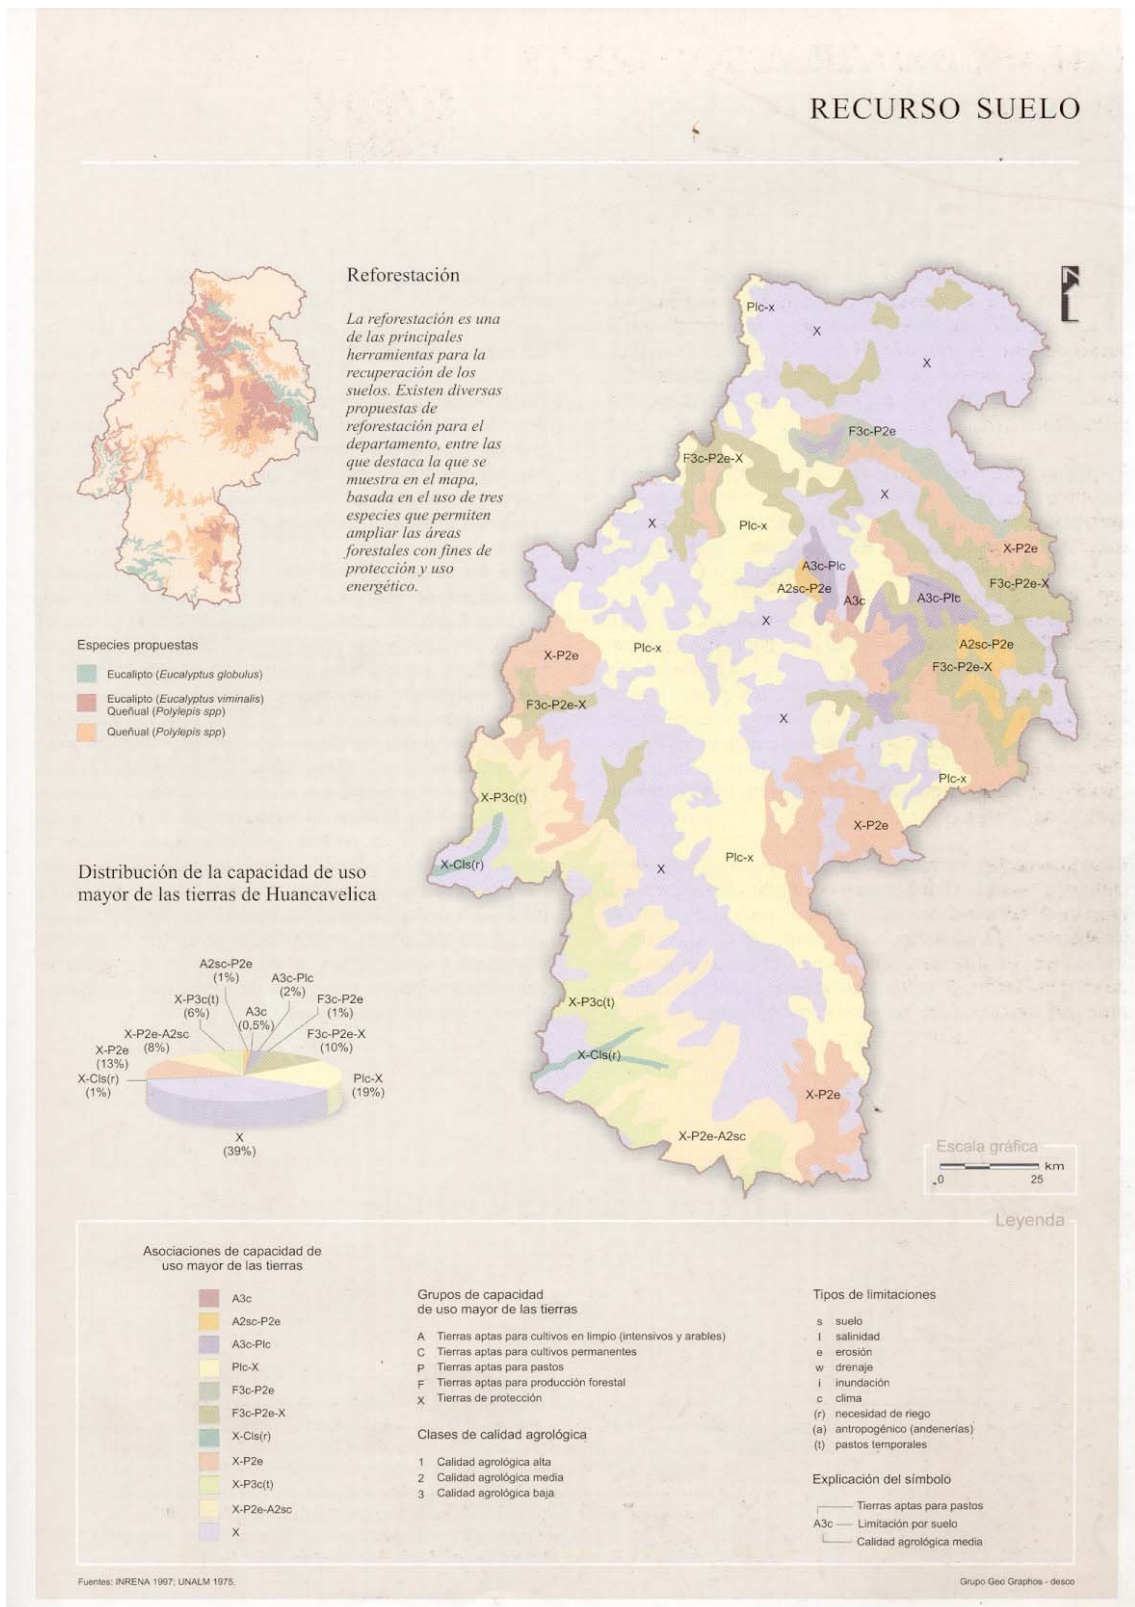 RECURSO SUELO
Reforestación
La reforestación es una
de las principales
herramientas para la
recuperación de los
suelos. Existen diversas
propuestas de
reforestación para el
departamento, entre las
que destaca la que se
muestra en el mapa,
basada en el uso de tres
especies que permiten
ampliar las áreas
forestales con fines de
protección y uso
energético.
Especies propuestas
Eucalipto (Eucalyptus globulus)
Eucalipto (Eucalyptus viminalis)
Queñual (Polylepis spp)
Queñual (Polylepis spp)
Plc-x
X
X
F3c-P2e
F3c-P2e-X
X
X
Plc-x
X-P2e
A3c-Plc
F3c-P2e-X
A2sc-P2e
A3c
A3c-Plc
X
A2sc-P2e
Plc-x
X-P2e
F3c-P2e-X
F3c-P2e-X
X
Plc-x
X-P3c(t)
X-P2e
Plc-x
X-Cls(r)
X
X-P3c(t)
X-Cls(r)
X-P2e
X-P2e-A2sc
Distribución de la capacidad de uso
mayor de las tierras de Huancavelica
A2sc-P2e
(1%)
A3c-Plc
(2%)
X-P3c(t)
(6%)
A3c
(0,5%)
F3c-P2e
(1%)
X-P2e-A2sc
(8%)
F3c-P2e-X
(10%)
X-P2e
(13%)
X-Cls(r)
(1%)
Plc-X
(19%)
X
(39%)
Escala gráfica
km
0 25
Leyenda
Asociaciones de capacidad de
uso mayor de las tierras
A3c
A2sc-P2e
A3c-Plc
Plc-X
F3c-P2e
F3c-P2e-X
X-Cls(r)
X-P2e
X-P3c(t)
X-P2e-A2sc
X
Grupos de capacidad
de uso mayor de las tierras
A Tierras aptas para cultivos en limpio (intensivos y arables)
C Tierras aptas para cultivos permanentes
P Tierras aptas para pastos
F Tierras aptas para producción forestal
X Tierras de protección
Clases de calidad agrológica
1 Calidad agrológica alta
2 Calidad agrológica media
3 Calidad agrológica baja
Tipos de limitaciones
s suelo
l salinidad
e erosión
w drenaje
i inundación
c clima
(r) necesidad de riego
(a) antropogénico (andenerías)
(t) pastos temporales
Explicación del símbolo
Tierras aptas para pastos
A3c Limitación por suelo
Calidad agrológica media
Fuentes: INRENA 1997; UNALM 1975.
Grupo Geo Graphos - desco